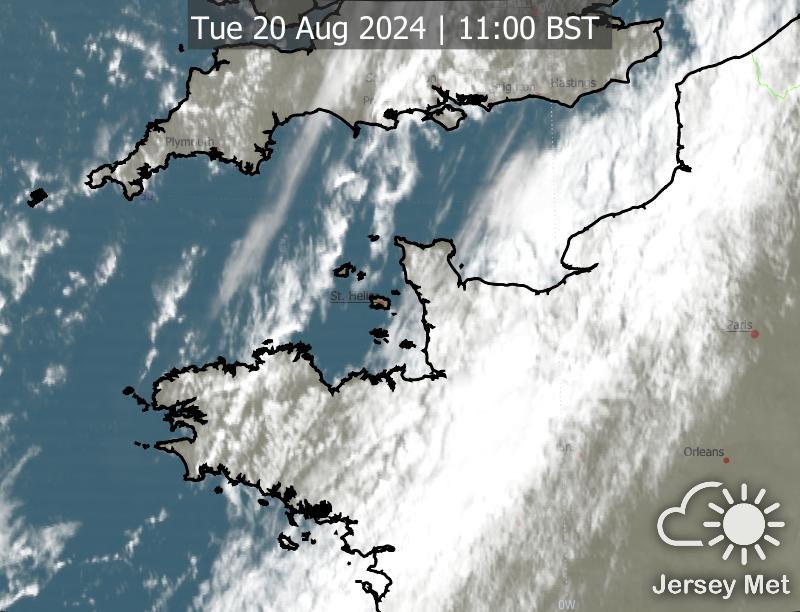 Tue 20 Aug 2024 | 11:00 BST
Hastings
Plymouth
St. Helier
Paris
Orleans
Jersey Met
0W